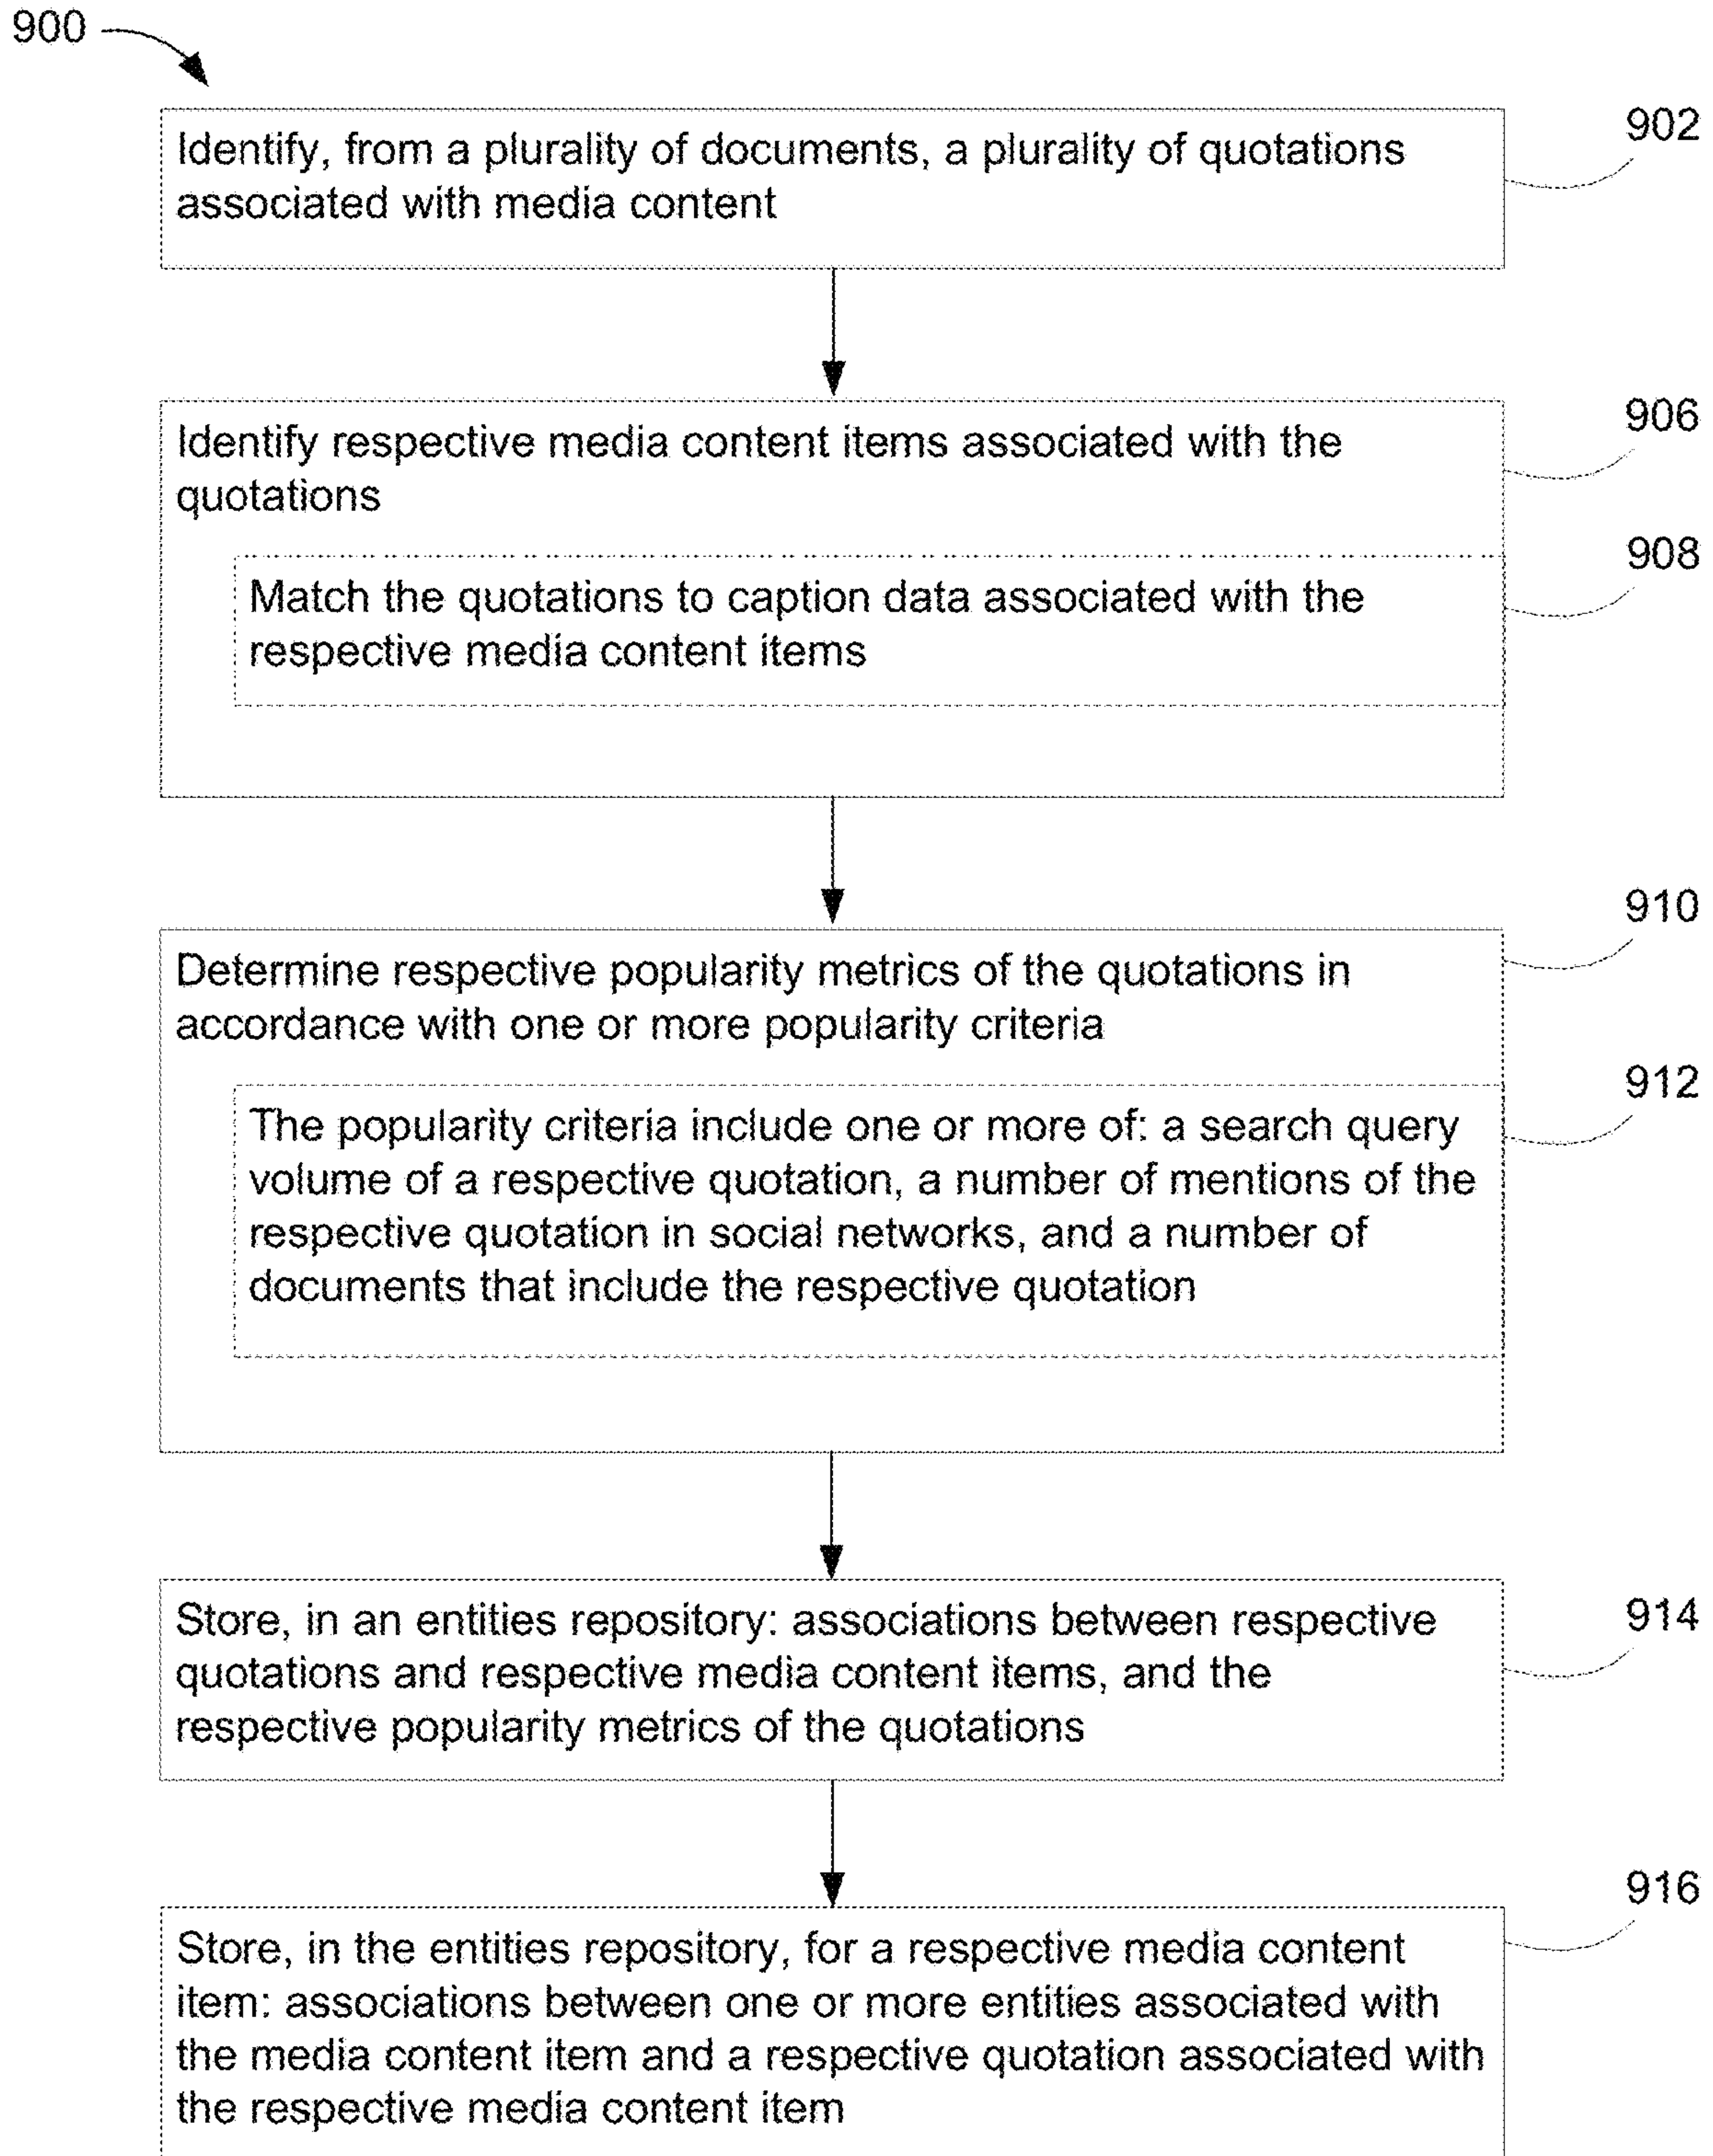 900
902
Identify, from a plurality of documents, a plurality of quotations
associated with media content
906
Identify respective media content items associated with the
quotations
908
Match the quotations to caption data associated with the
respective media content items
910
Determine respective popularity metrics of the quotations in
accordance with one or more popularity criteria
912
The popularity criteria include one or more of: a search query
volume of a respective quotation, a number of mentions of the
respective quotation in social networks, and a number of
documents that include the respective quotation
914
Store, in an entities repository: associations between respective
quotations and respective media content items, and the
respective popularity metrics of the quotations
916
Store, in the entities repository, for a respective media content
item: associations between one or more entities associated with
the media content item and a respective quotation associated with
the respective media content item